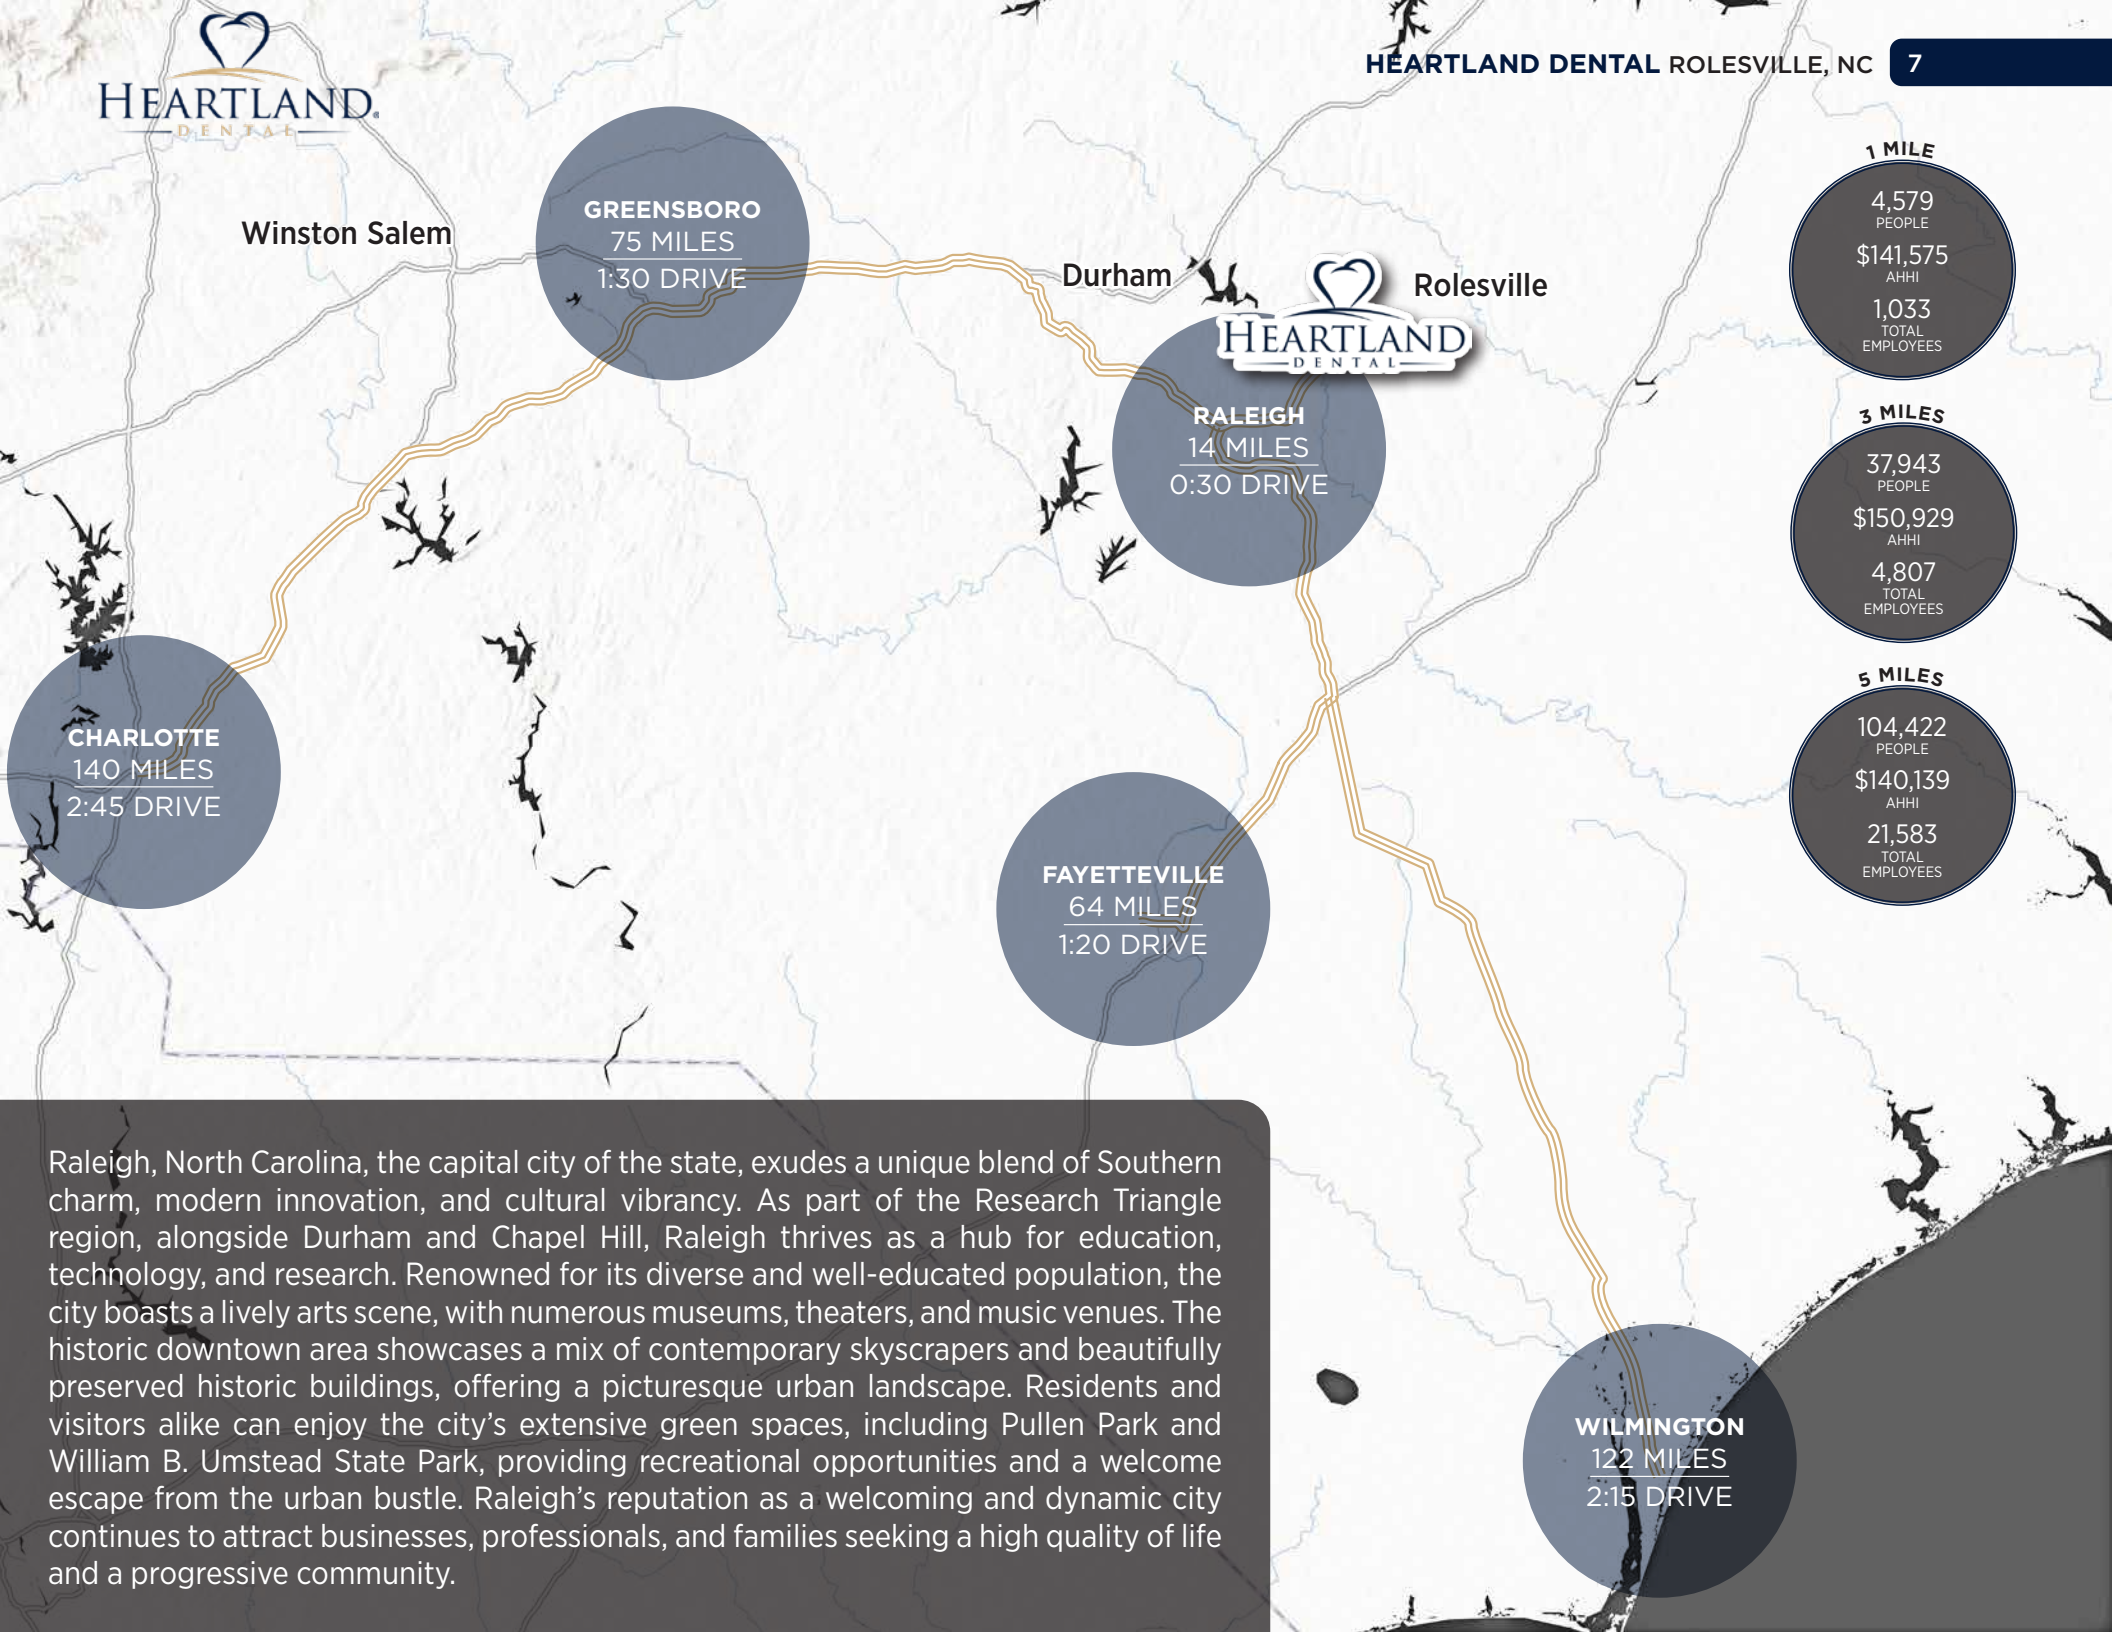 HEARTLAND®
DENTAL
HEARTLAND DENTAL ROLESVILLE, NC 7
1 MILE
4,579
PEOPLE
$141,575
AHHI
1,033
TOTAL
EMPLOYEES
3 MILES
37,943
PEOPLE
$150,929
AHHI
4,807
TOTAL
EMPLOYEES
5 MILES
104,422
PEOPLE
$140,139
AHHI
21,583
TOTAL
EMPLOYEES
Winston Salem
GREENSBORO
75 MILES
1:30 DRIVE
Durham
Rolesville
HEARTLAND
DENTAL
RALEIGH
14 MILES
0:30 DRIVE
CHARLOTTE
140 MILES
2:45 DRIVE
FAYETTEVILLE
64 MILES
1:20 DRIVE
WILMINGTON
122 MILES
2:15 DRIVE
Raleigh, North Carolina, the capital city of the state, exudes a unique blend of Southern
charm, modern innovation, and cultural vibrancy. As part of the Research Triangle
region, alongside Durham and Chapel Hill, Raleigh thrives as a hub for education,
technology, and research. Renowned for its diverse and well-educated population, the
city boasts a lively arts scene, with numerous museums, theaters, and music venues. The
historic downtown area showcases a mix of contemporary skyscrapers and beautifully
preserved historic buildings, offering a picturesque urban landscape. Residents and
visitors alike can enjoy the city’s extensive green spaces, including Pullen Park and
William B. Umstead State Park, providing recreational opportunities and a welcome
escape from the urban bustle. Raleigh’s reputation as a welcoming and dynamic city
continues to attract businesses, professionals, and families seeking a high quality of life
and a progressive community.